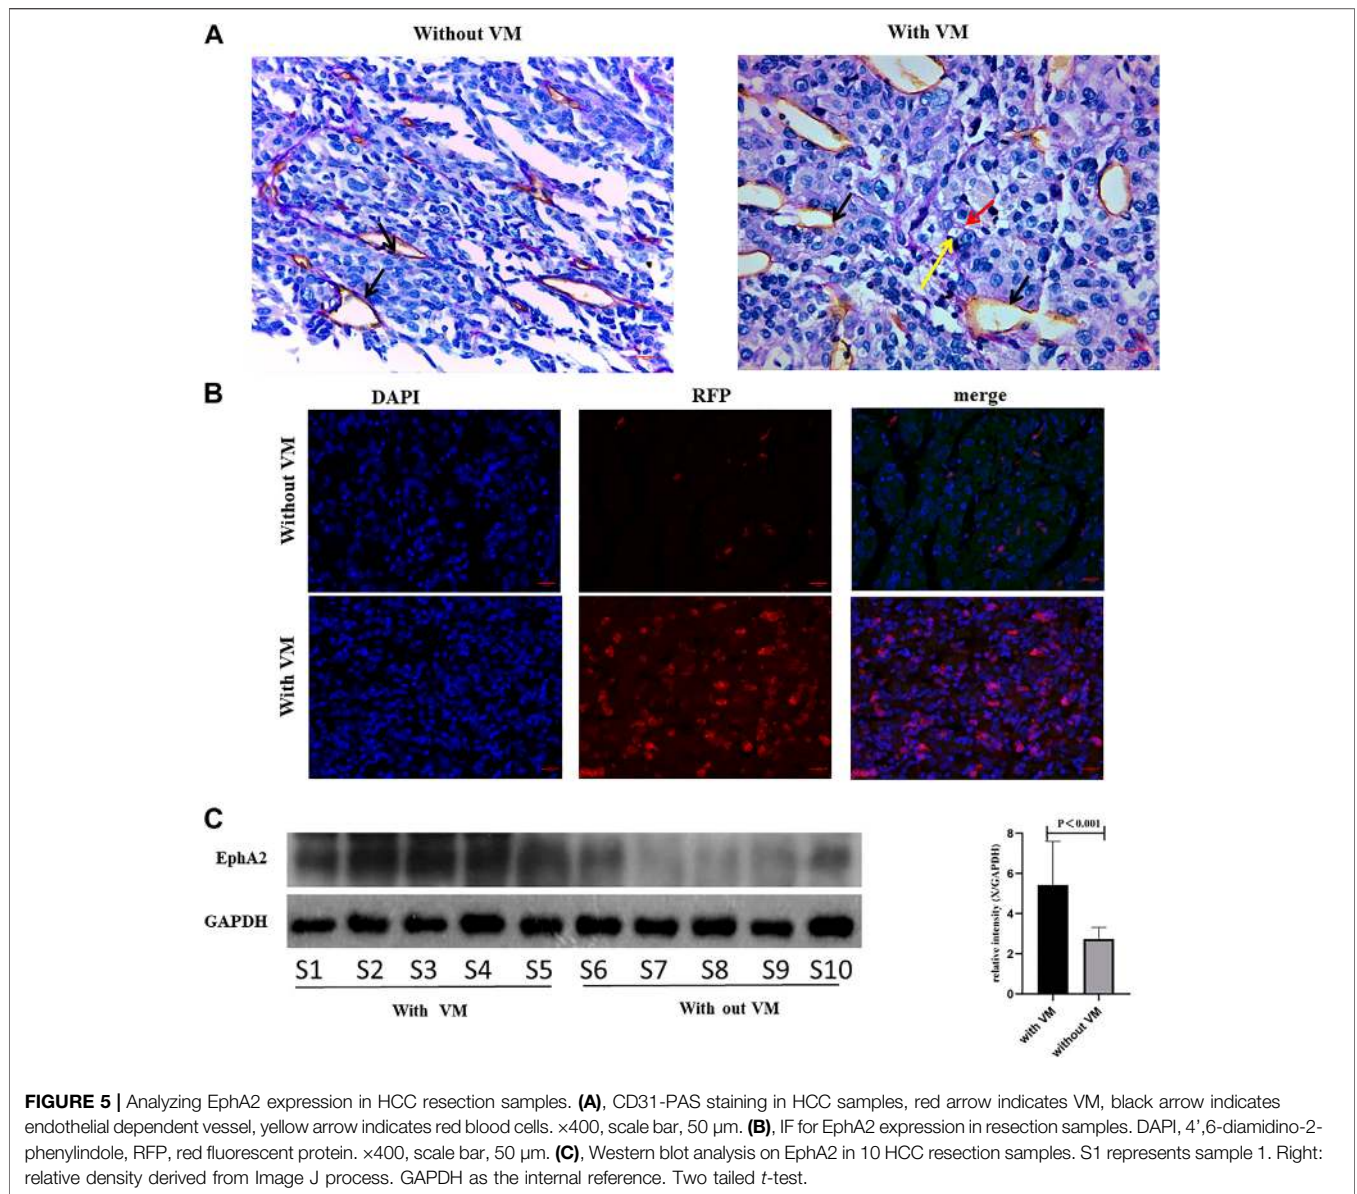 A
Without VM
With VM
B
DAPI
RFP
merge
Without VM
With VM
C
EphA2
GAPDH
S1 S2 S3 S4 S5 S6 S7 S8 S9 S10
With VM
With out VM
P<0.001
relative intensity (X/GAPDH)
8
6
4
2
0
with VM
without VM
FIGURE 5 | Analyzing EphA2 expression in HCC resection samples. (A), CD31-PAS staining in HCC samples, red arrow indicates VM, black arrow indicates
endothelial dependent vessel, yellow arrow indicates red blood cells. ×400, scale bar, 50 μm. (B), IF for EphA2 expression in resection samples. DAPI, 4’,6-diamidino-2-
phenylindole, RFP, red fluorescent protein. ×400, scale bar, 50 μm. (C), Western blot analysis on EphA2 in 10 HCC resection samples. S1 represents sample 1. Right:
relative density derived from Image J process. GAPDH as the internal reference. Two tailed t-test.